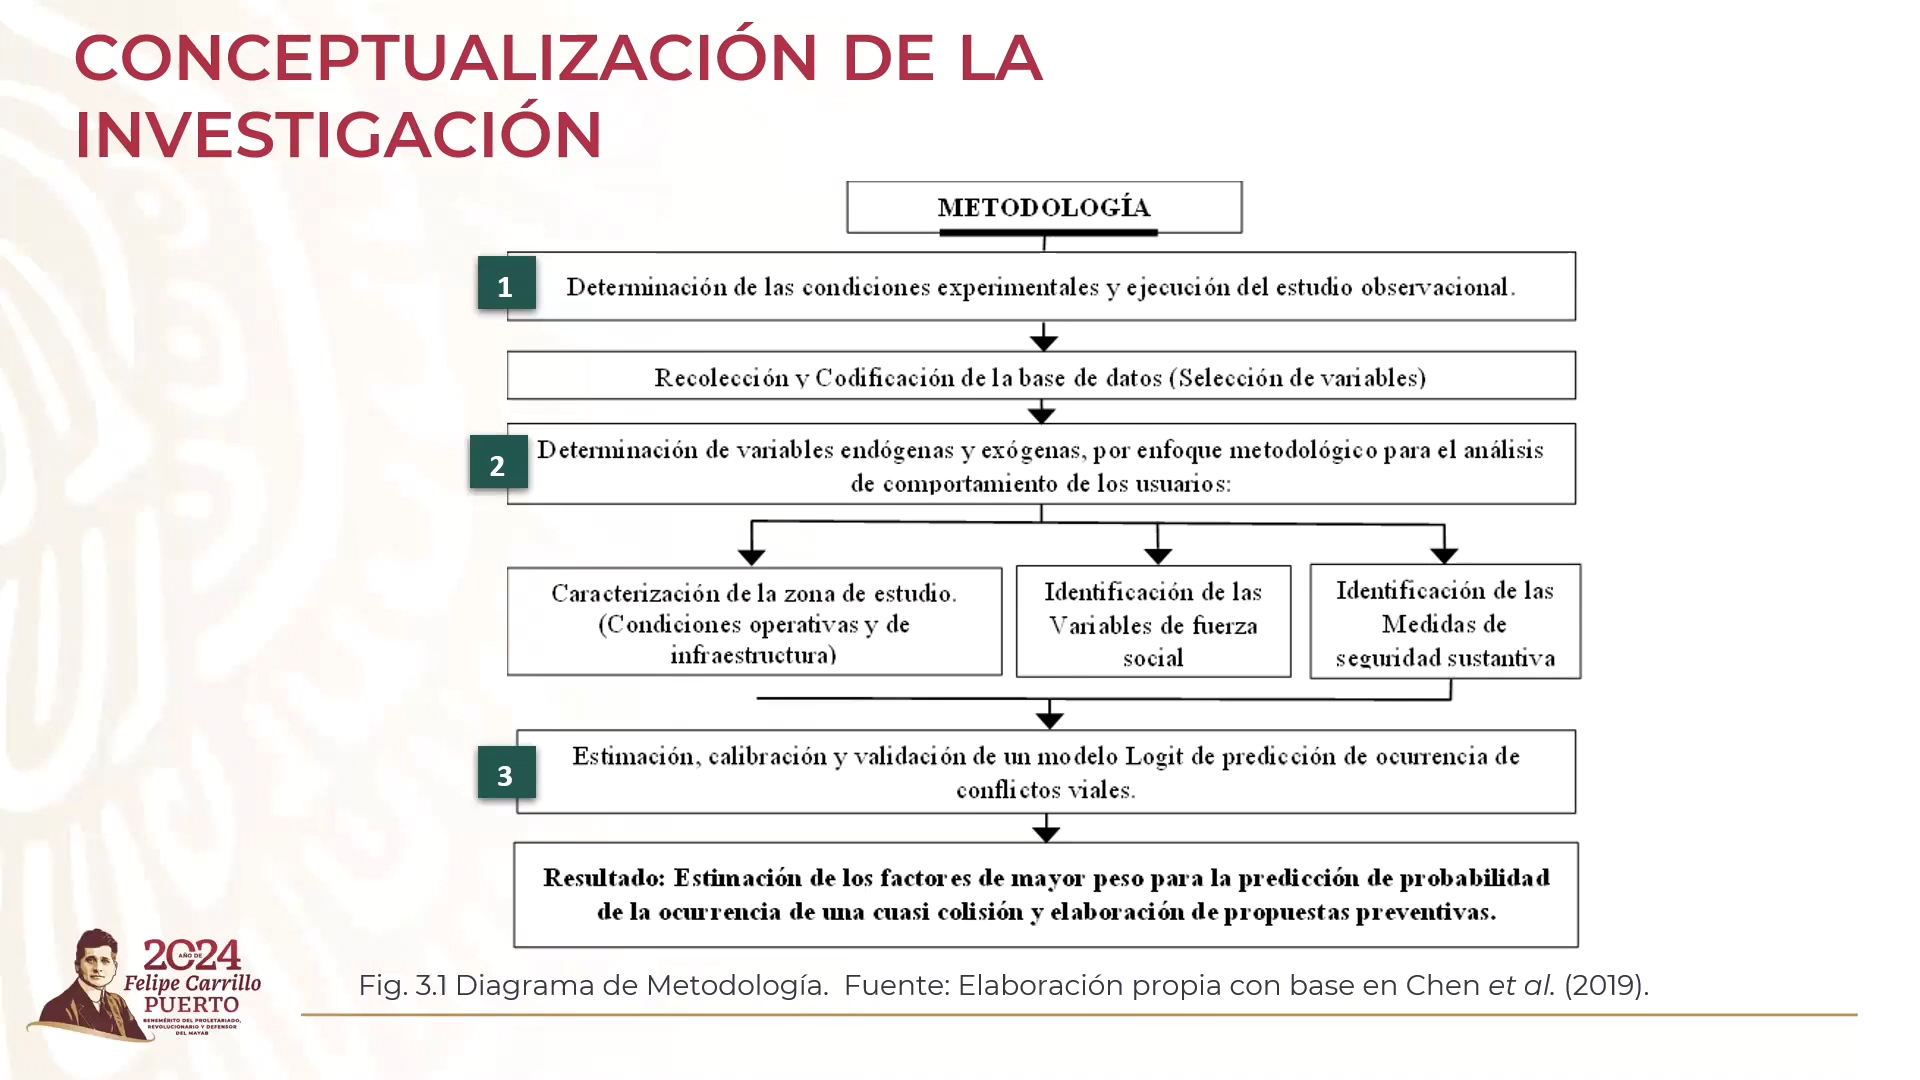 CONCEPTUALIZACIÓN DE LA
INVESTIGACIÓN
METODOLOGÍA
1
Determinación de las condiciones experimentales y ejecución del estudio observacional.
Recolección y Codificación de la base de datos (Selección de variables)
2
Determinación de variables endógenas y exógenas, por enfoque metodológico para el análisis
de comportamiento de los usuarios:
Caracterización de la zona de estudio.
(Condiciones operativas y de
infraestructura)
Identificación de las
Variables de fuerza
social
Identificación de las
Medidas de
seguridad sustantiva
3
Estimación, calibración y validación de un modelo Logit de predicción de ocurrencia de
conflictos viales.
Resultado: Estimación de los factores de mayor peso para la predicción de probabilidad
de la ocurrencia de una cuasi colisión y elaboración de propuestas preventivas.
2024
AÑO DE
Felipe Carrillo
PUERTO
BENEMÉRITO DEL PROLETARIADO,
REVOLUCIONARIO Y DEFENSOR
DEL MAYAB
Fig. 3.1 Diagrama de Metodología. Fuente: Elaboración propia con base en Chen et al. (2019).